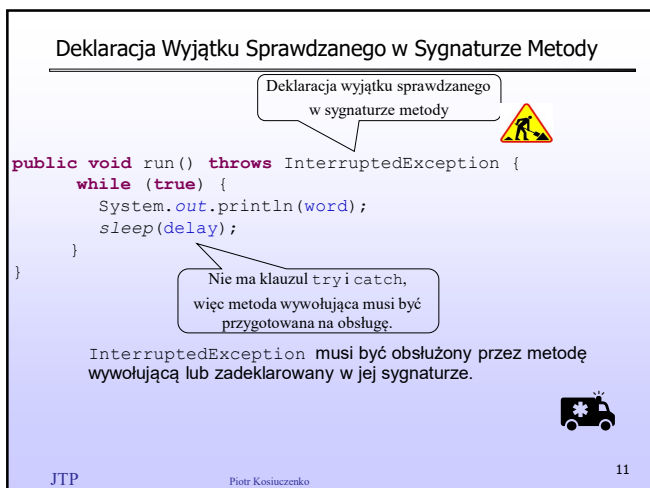 Deklaracja Wyjątku Sprawdzanego w Sygnaturze Metody
Deklaracja wyjątku sprawdzanego
w sygnaturze metody
public void run() throws InterruptedException {
while (true) {
System.out.println(word);
sleep(delay);
}
}
Nie ma klauzul try i catch,
więc metoda wywołująca musi być
przygotowana na obsługę.
InterruptedException musi być obsłużony przez metodę
wywołującą lub zadeklarowany w jej sygnaturze.
JTP
Piotr Kosiuczenko
11